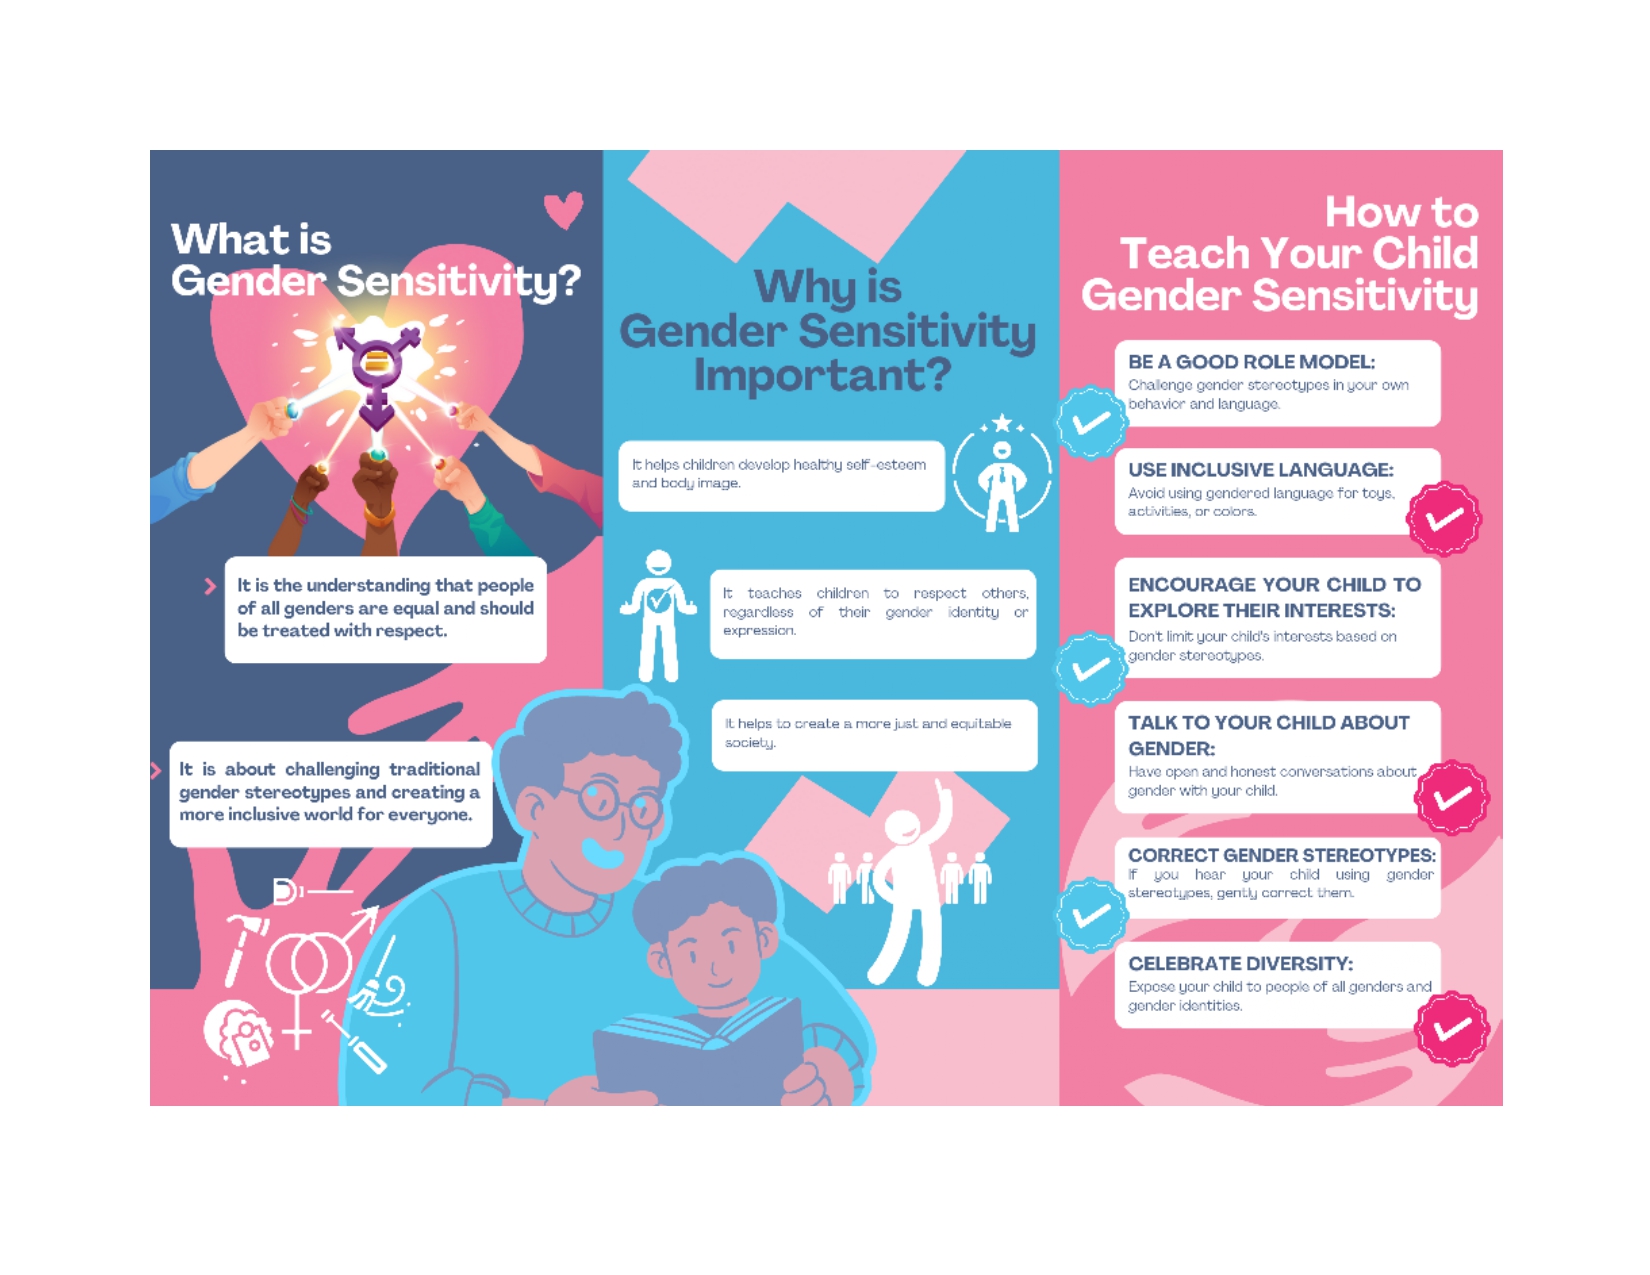 What is
Gender Sensitivity?
It is the understanding that people
of all genders are equal and should
be treated with respect.
It is about challenging traditional
gender stereotypes and creating a
more inclusive world for everyone.
Why is
Gender Sensitivity
Important?
It helps children develop healthy self-esteem
and body image.
It teaches children to respect others,
regardless of their gender identity or
expression.
It helps to create a more just and equitable
society.
How to
Teach Your Child
Gender Sensitivity
BE A GOOD ROLE MODEL:
Challenge gender stereotypes in your own
behavior and language.
USE INCLUSIVE LANGUAGE:
Avoid using gendered language for toys,
activities, or colors.
ENCOURAGE YOUR CHILD TO
EXPLORE THEIR INTERESTS:
Don't limit your child's interests based on
gender stereotypes.
TALK TO YOUR CHILD ABOUT
GENDER:
Have open and honest conversations about
gender with your child.
CORRECT GENDER STEREOTYPES:
If you hear your child using gender
stereotypes, gently correct them.
CELEBRATE DIVERSITY:
Expose your child to people of all genders and
gender identities.